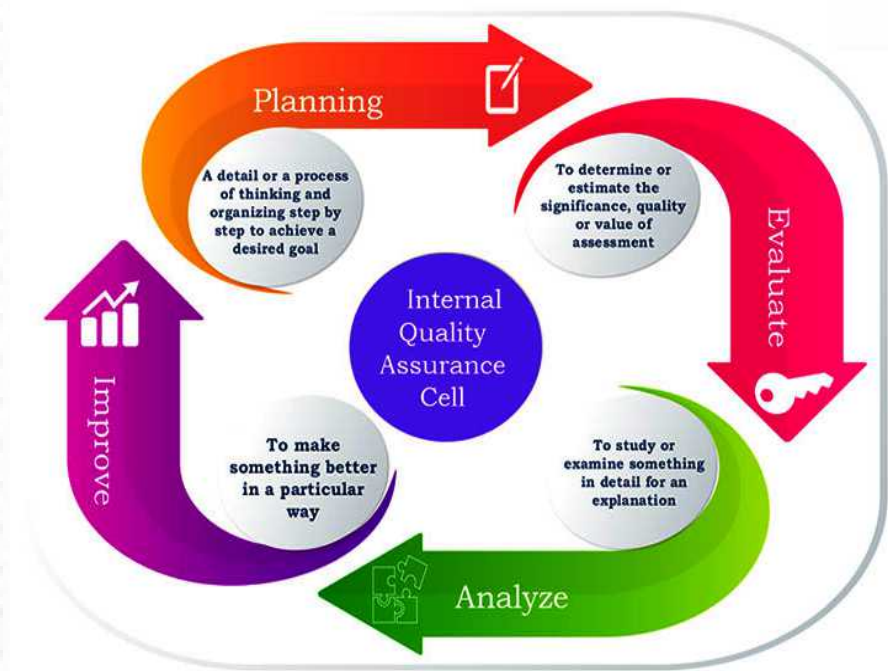 Planning
A detail or a process
of thinking and
organizing step by
step to achieve a
desired goal
To determine or
estimate the
significance, quality
or value of
assessment
Evaluate
Internal
Quality
Assurance
Cell
To study or
examine something
in detail for an
explanation
Analyze
To make
something better
in a particular
way
Improve